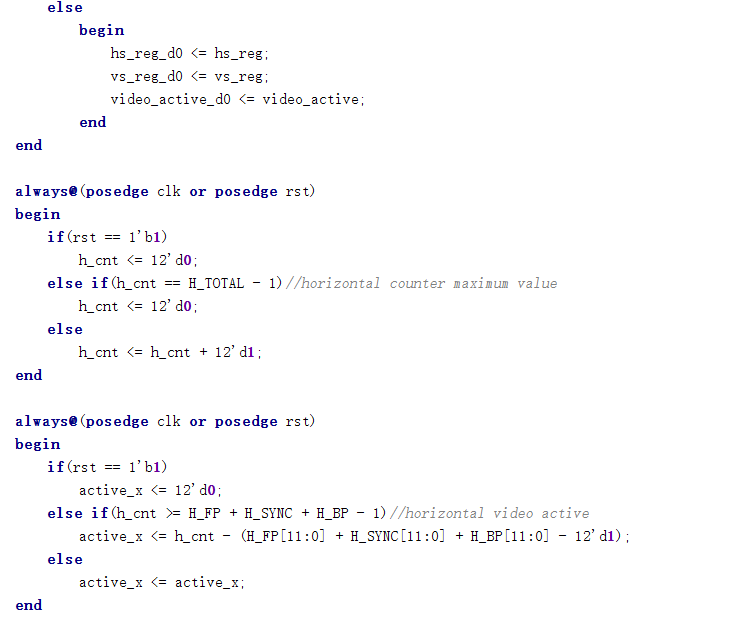 else
begin
hs_reg_d0 <= hs_reg;
vs_reg_d0 <= vs_reg;
video_active_d0 <= video_active;
end
end
always@(posedge clk or posedge rst)
begin
if(rst == 1'b1)
h_cnt <= 12'd0;
else if(h_cnt == H_TOTAL - 1)//horizontal counter maximum value
h_cnt <= 12'd0;
else
h_cnt <= h_cnt + 12'd1;
end
always@(posedge clk or posedge rst)
begin
if(rst == 1'b1)
active_x <= 12'd0;
else if(h_cnt >= H_FP + H_SYNC + H_BP - 1)//horizontal video active
active_x <= h_cnt - (H_FP[11:0] + H_SYNC[11:0] + H_BP[11:0] - 12'd1);
else
active_x <= active_x;
end